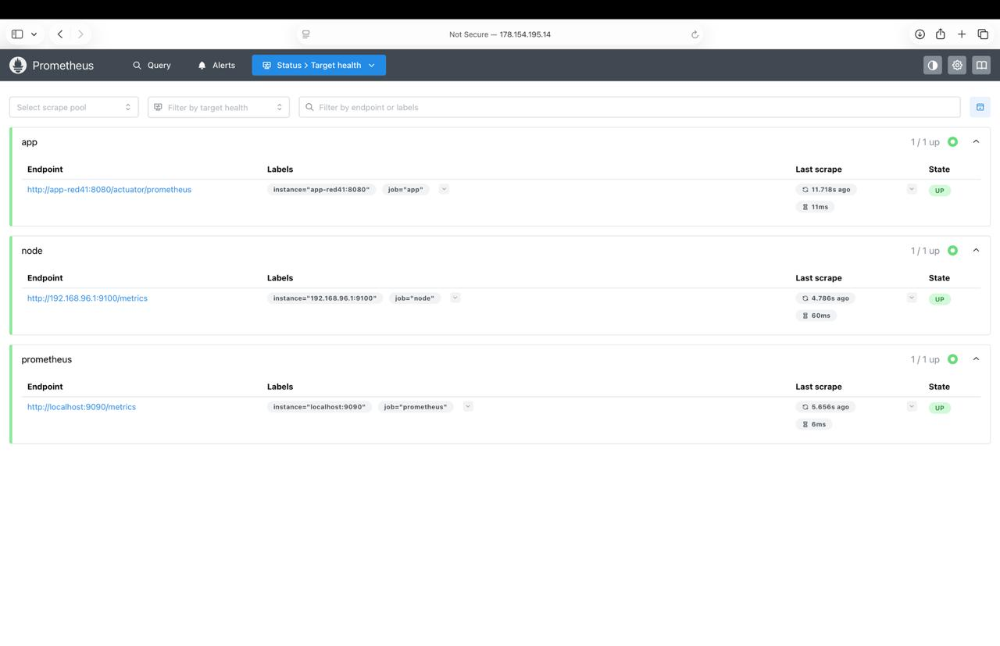 Not Secure — 178.154.195.14
Prometheus Query Alerts Status > Target health
Select scrape pool Filter by target health Filter by endpoint or labels
app 1 / 1 up
Endpoint Labels Last scrape State
http://app-red41:8080/actuator/prometheus instance="app-red41:8080" job="app" 11.718s ago UP
11ms
node 1 / 1 up
Endpoint Labels Last scrape State
http://192.168.96.1:9100/metrics instance="192.168.96.1:9100" job="node" 4.786s ago UP
60ms
prometheus 1 / 1 up
Endpoint Labels Last scrape State
http://localhost:9090/metrics instance="localhost:9090" job="prometheus" 5.656s ago UP
6ms